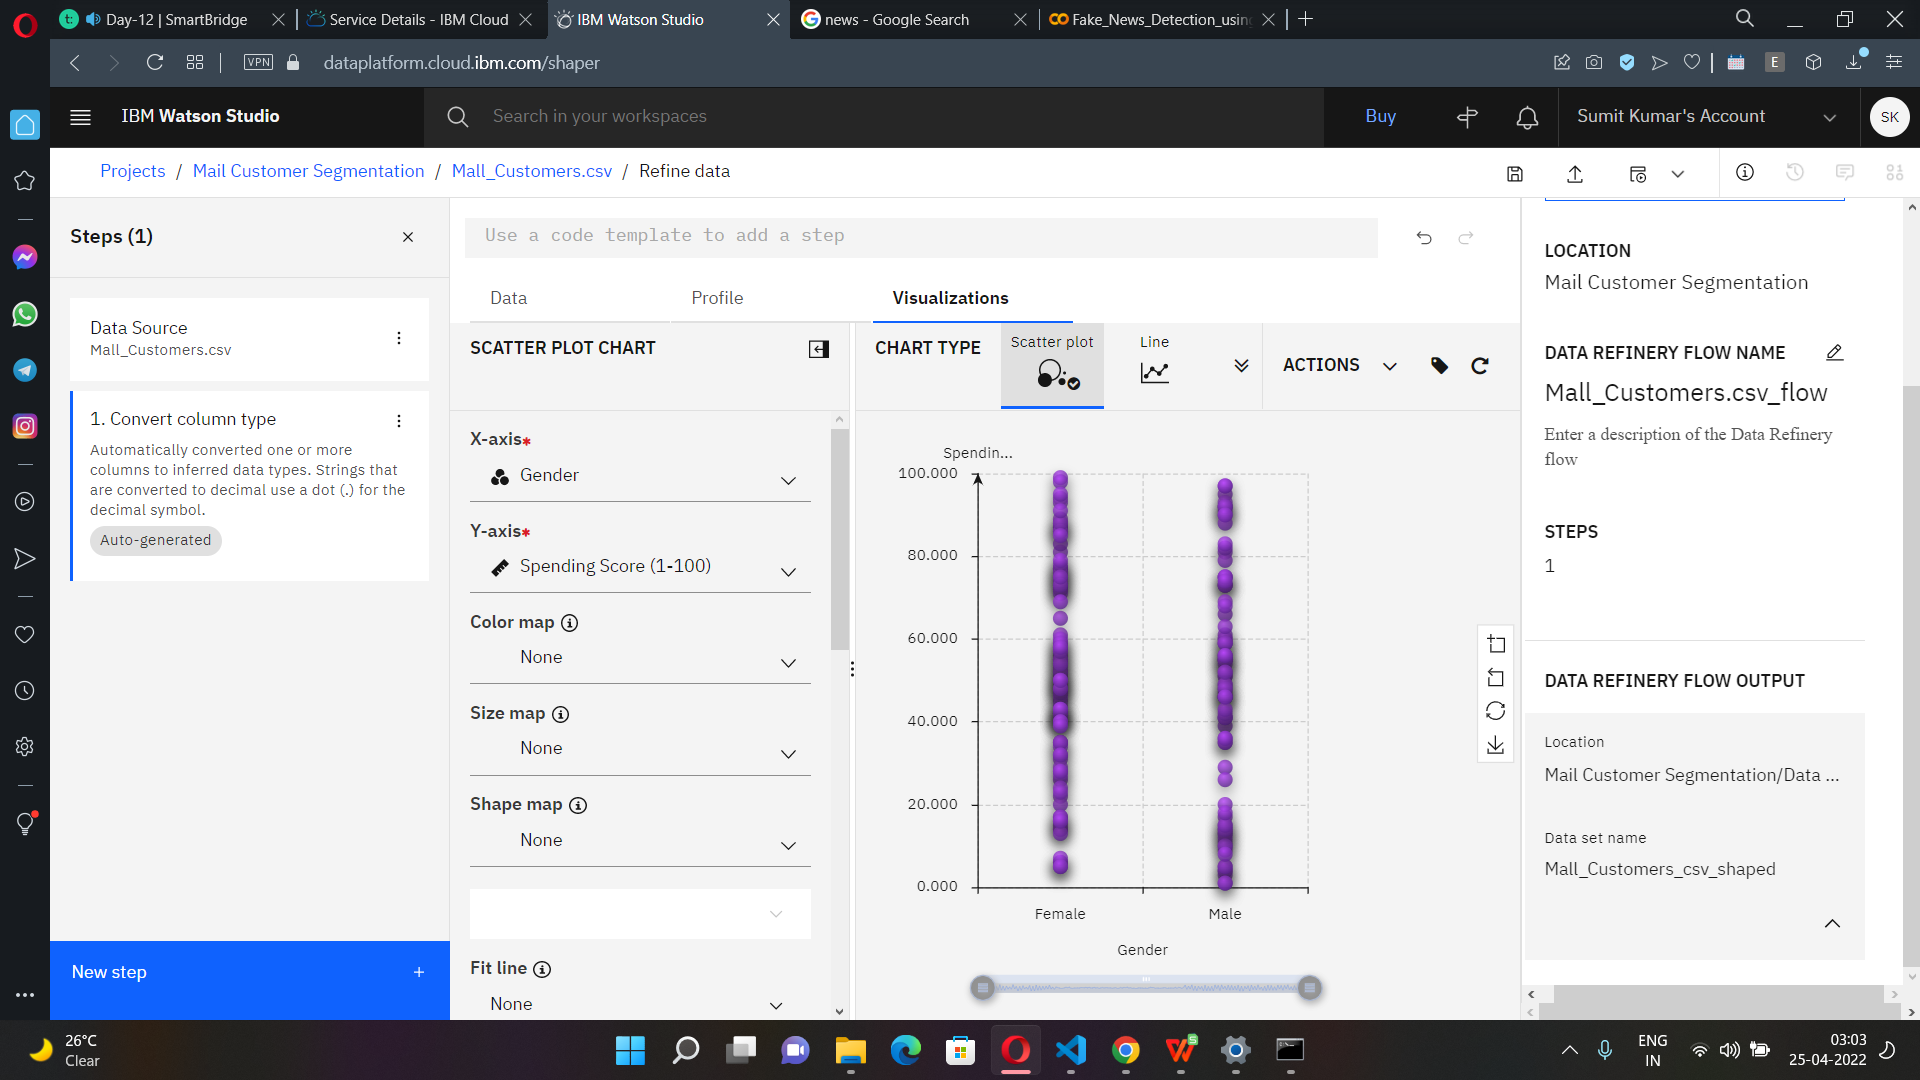 Day-12 | SmartBridge
Service Details - IBM Cloud
IBM Watson Studio
news - Google Search
Fake_News_Detection_usin
VPN
dataplatform.cloud.ibm.com/shaper
E
IBM Watson Studio
Search in your workspaces
Buy
Sumit Kumar's Account
SK
Projects / Mail Customer Segmentation / Mall_Customers.csv / Refine data
Steps (1)
Data Source
Mall_Customers.csv
1. Convert column type
Automatically converted one or more
columns to inferred data types. Strings that
are converted to decimal use a dot (.) for the
decimal symbol.
Auto-generated
New step
Use a code template to add a step
Data
Profile
Visualizations
SCATTER PLOT CHART
X-axis*
Gender
Y-axis*
Spending Score (1-100)
Color map
None
Size map
None
Shape map
None
Fit line
None
CHART TYPE
Scatter plot
Line
ACTIONS
Spendin...
100.000
80.000
60.000
40.000
20.000
0.000
Female
Male
Gender
LOCATION
Mail Customer Segmentation
DATA REFINERY FLOW NAME
Mall_Customers.csv_flow
Enter a description of the Data Refinery
flow
STEPS
1
DATA REFINERY FLOW OUTPUT
Location
Mail Customer Segmentation/Data ...
Data set name
Mall_Customers_csv_shaped
26°C
Clear
ENG
IN
03:03
25-04-2022